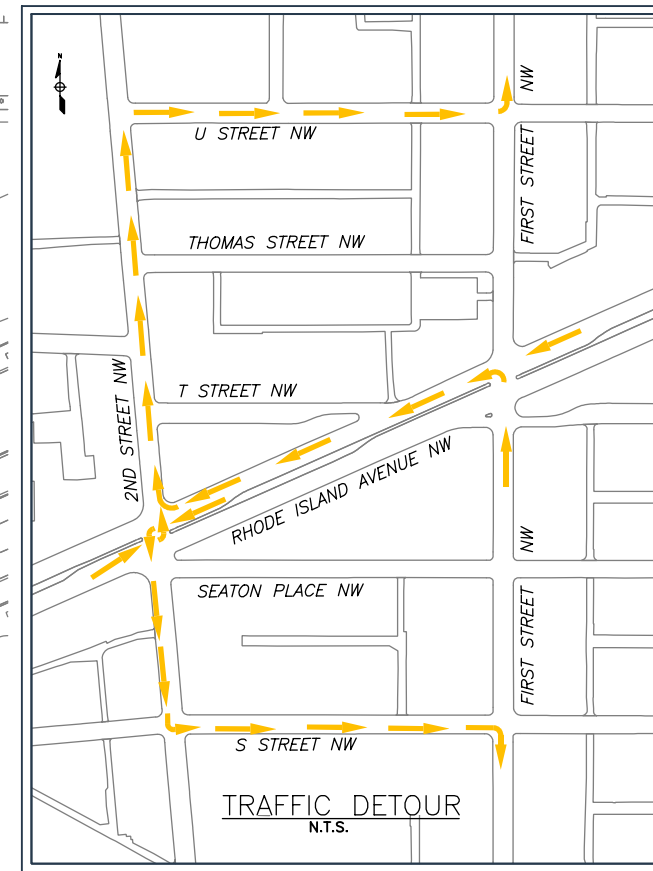 N
NW
U STREET NW
FIRST STREET
THOMAS STREET NW
T STREET NW
2ND STREET NW
RHODE ISLAND AVENUE NW
NW
SEATON PLACE NW
FIRST STREET
S STREET NW
TRAFFIC DETOUR
N.T.S.